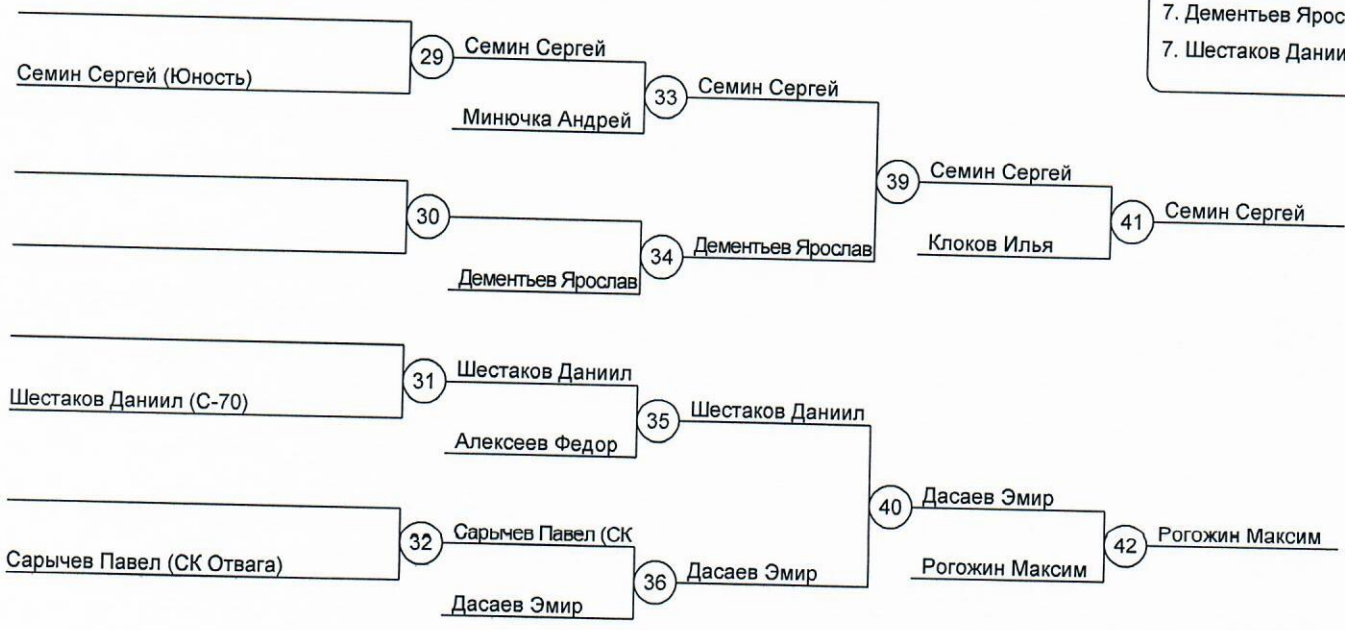 7. Дементьев Ярос
7. Шестаков Дании
29
Семин Сергей
Семин Сергей (Юность)
33
Семин Сергей
Минючка Андрей
39
Семин Сергей
30
41
Семин Сергей
Клоков Илья
34
Дементьев Ярослав
Дементьев Ярослав
31
Шестаков Даниил
Шестаков Даниил (С-70)
35
Шестаков Даниил
Алексеев Федор
40
Дасаев Эмир
32
Сарычев Павел (СК
42
Рогожин Максим
Сарычев Павел (СК Отвага)
36
Дасаев Эмир
Рогожин Максим
Дасаев Эмир